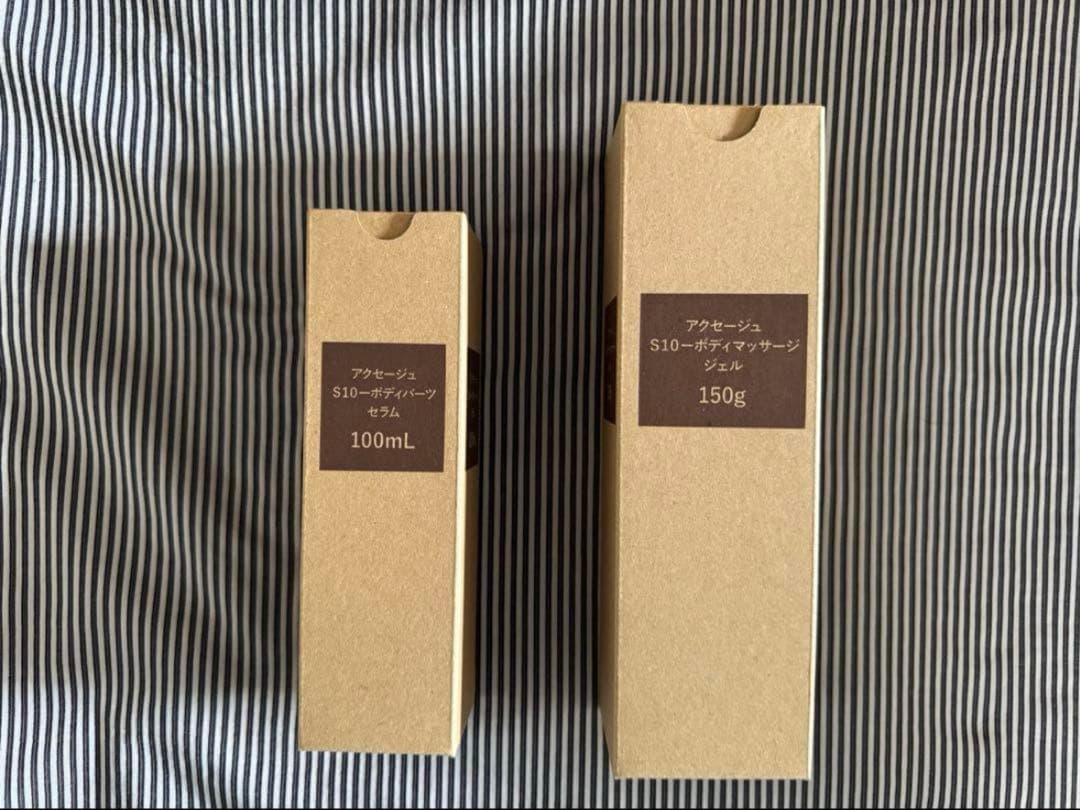 アクセージュ
S10ーボディパーツ
セラム
100mL
アクセージュ
S10ーボディマッサージ
ジェル
150g